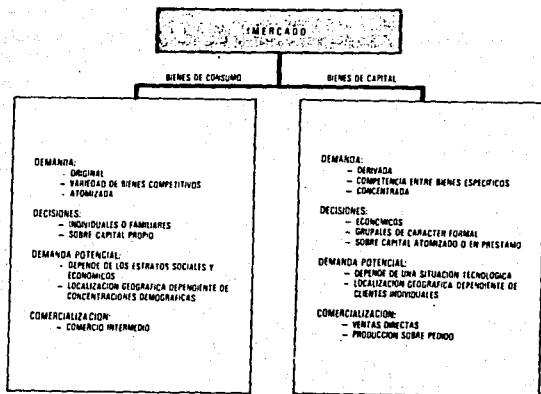 MERCADO
BIENES DE CONSUMO
BIENES DE CAPITAL
DEMANDA:
- ORIGINAL
- VARIEDAD DE BIENES COMPETITIVOS
- ATOMIZADA
DECISIONES:
- INDIVIDUALES O FAMILIARES
- SOBRE CAPITAL PROPIO
DEMANDA POTENCIAL:
- DEPENDE DE LOS ESTRATOS SOCIALES Y
ECONOMICOS
- LOCALIZACION GEOGRAFICA DEPENDIENTE DE
CONCENTRACIONES DEMOGRAFICAS
COMERCIALIZACION:
- COMERCIO INTERMEDIO
DEMANDA:
- DERIVADA
- COMPETENCIA ENTRE BIENES ESPECIFICOS
- CONCENTRADA
DECISIONES:
- ECONOMICOS
- GRUPALES DE CARACTER FORMAL
- SOBRE CAPITAL ATOMIZADO O EN PRESTAMO
DEMANDA POTENCIAL:
- DEPENDE DE UNA SITUACION TECNOLOGICA
- LOCALIZACION GEOGRAFICA DEPENDIENTE DE
CLIENTES INDIVIDUALES
COMERCIALIZACION:
- VENTAS DIRECTAS
- PRODUCCION SOBRE PEDIDO